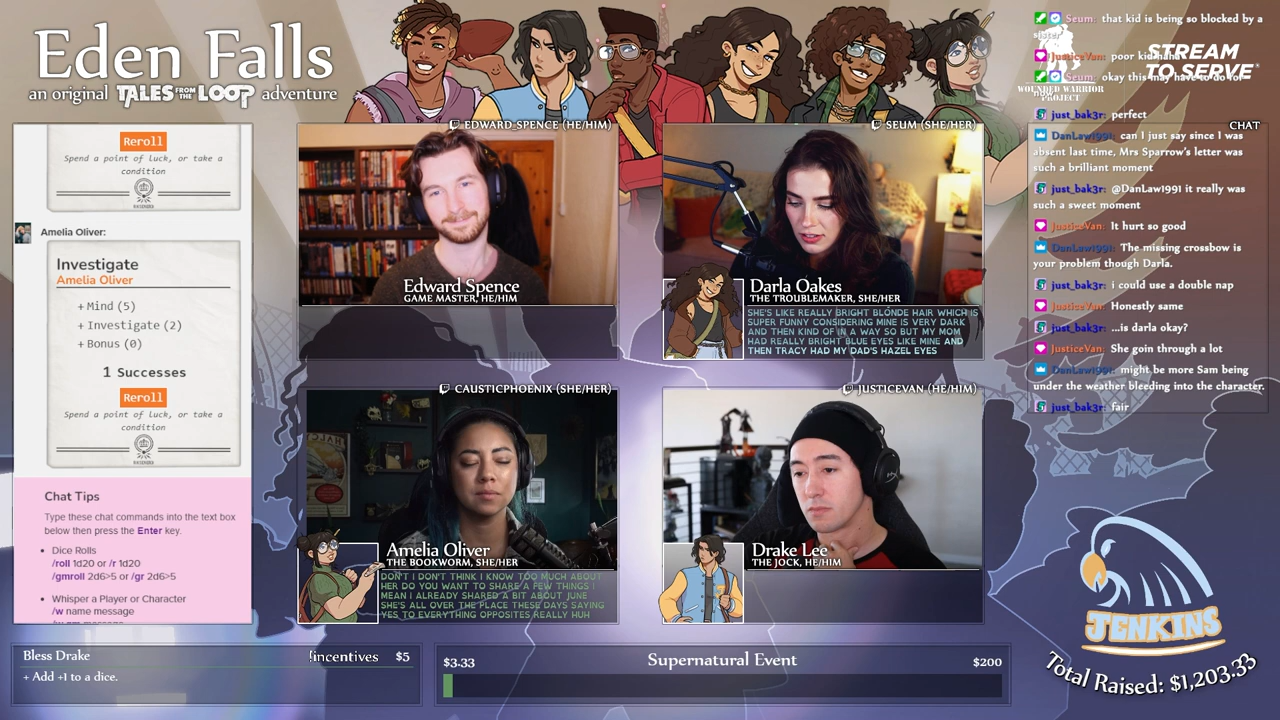 Eden Falls
an original TALES FROM THE LOOP adventure
Reroll
Spend a point of luck, or take a
condition
Amelia Oliver:
Investigate
Amelia Oliver
+ Mind (5)
+ Investigate (2)
+ Bonus (0)
1 Successes
Reroll
Spend a point of luck, or take a
condition
Chat Tips
Type these chat commands into the text box
below then press the Enter key.
• Dice Rolls
/roll 1d20 or /r 1d20
/gmroll 2d6>5 or /gr 2d6>5
• Whisper a Player or Character
/w name message
EDWARD_SPENCE (HE/HIM)
Edward Spence
GAME MASTER, HE/HIM
SEUM (SHE/HER)
Darla Oakes
THE TROUBLEMAKER, SHE/HER
SHE'S LIKE REALLY BRIGHT BLONDE HAIR WHICH IS
SUPER FUNNY CONSIDERING MINE IS VERY DARK
AND THEN KIND OF IN A WAY SO BUT MY MOM
HAD REALLY BRIGHT BLUE EYES LIKE MINE AND
THEN TRACY HAD MY DAD'S HAZEL EYES
CAUSTICPHOENIX (SHE/HER)
Amelia Oliver
THE BOOKWORM, SHE/HER
DON'T I DON'T THINK I KNOW TOO MUCH ABOUT
HER DO YOU WANT TO SHARE A FEW THINGS I
MEAN I ALREADY SHARED A BIT ABOUT JUNE
SHE'S ALL OVER THE PLACE THESE DAYS SAYING
YES TO EVERYTHING OPPOSITES REALLY HUH
JUSTICEVAN (HE/HIM)
Drake Lee
THE JOCK, HE/HIM
Seum: that kid is being so blocked by a
sister
JusticeVan: poor kid
Seum: okay this may have to do for
STREAM
TO SERVE
WOUNDED WARRIOR
PROJECT
CHAT
just_bak3r: perfect
DanLaw1991: can I just say since I was
absent last time, Mrs Sparrow's letter was
such a brilliant moment
just_bak3r: @DanLaw1991 it really was
such a sweet moment
JusticeVan: It hurt so good
DanLaw1991: The missing crossbow is
your problem though Darla.
just_bak3r: i could use a double nap
JusticeVan: Honestly same
just_bak3r: ...is darla okay?
JusticeVan: She goin through a lot
DanLaw1991: might be more Sam being
under the weather bleeding into the character.
just_bak3r: fair
JENKINS
Total Raised: $1,203.33
Bless Drake
!incentives $5
+ Add +1 to a dice.
$3.33 Supernatural Event $200